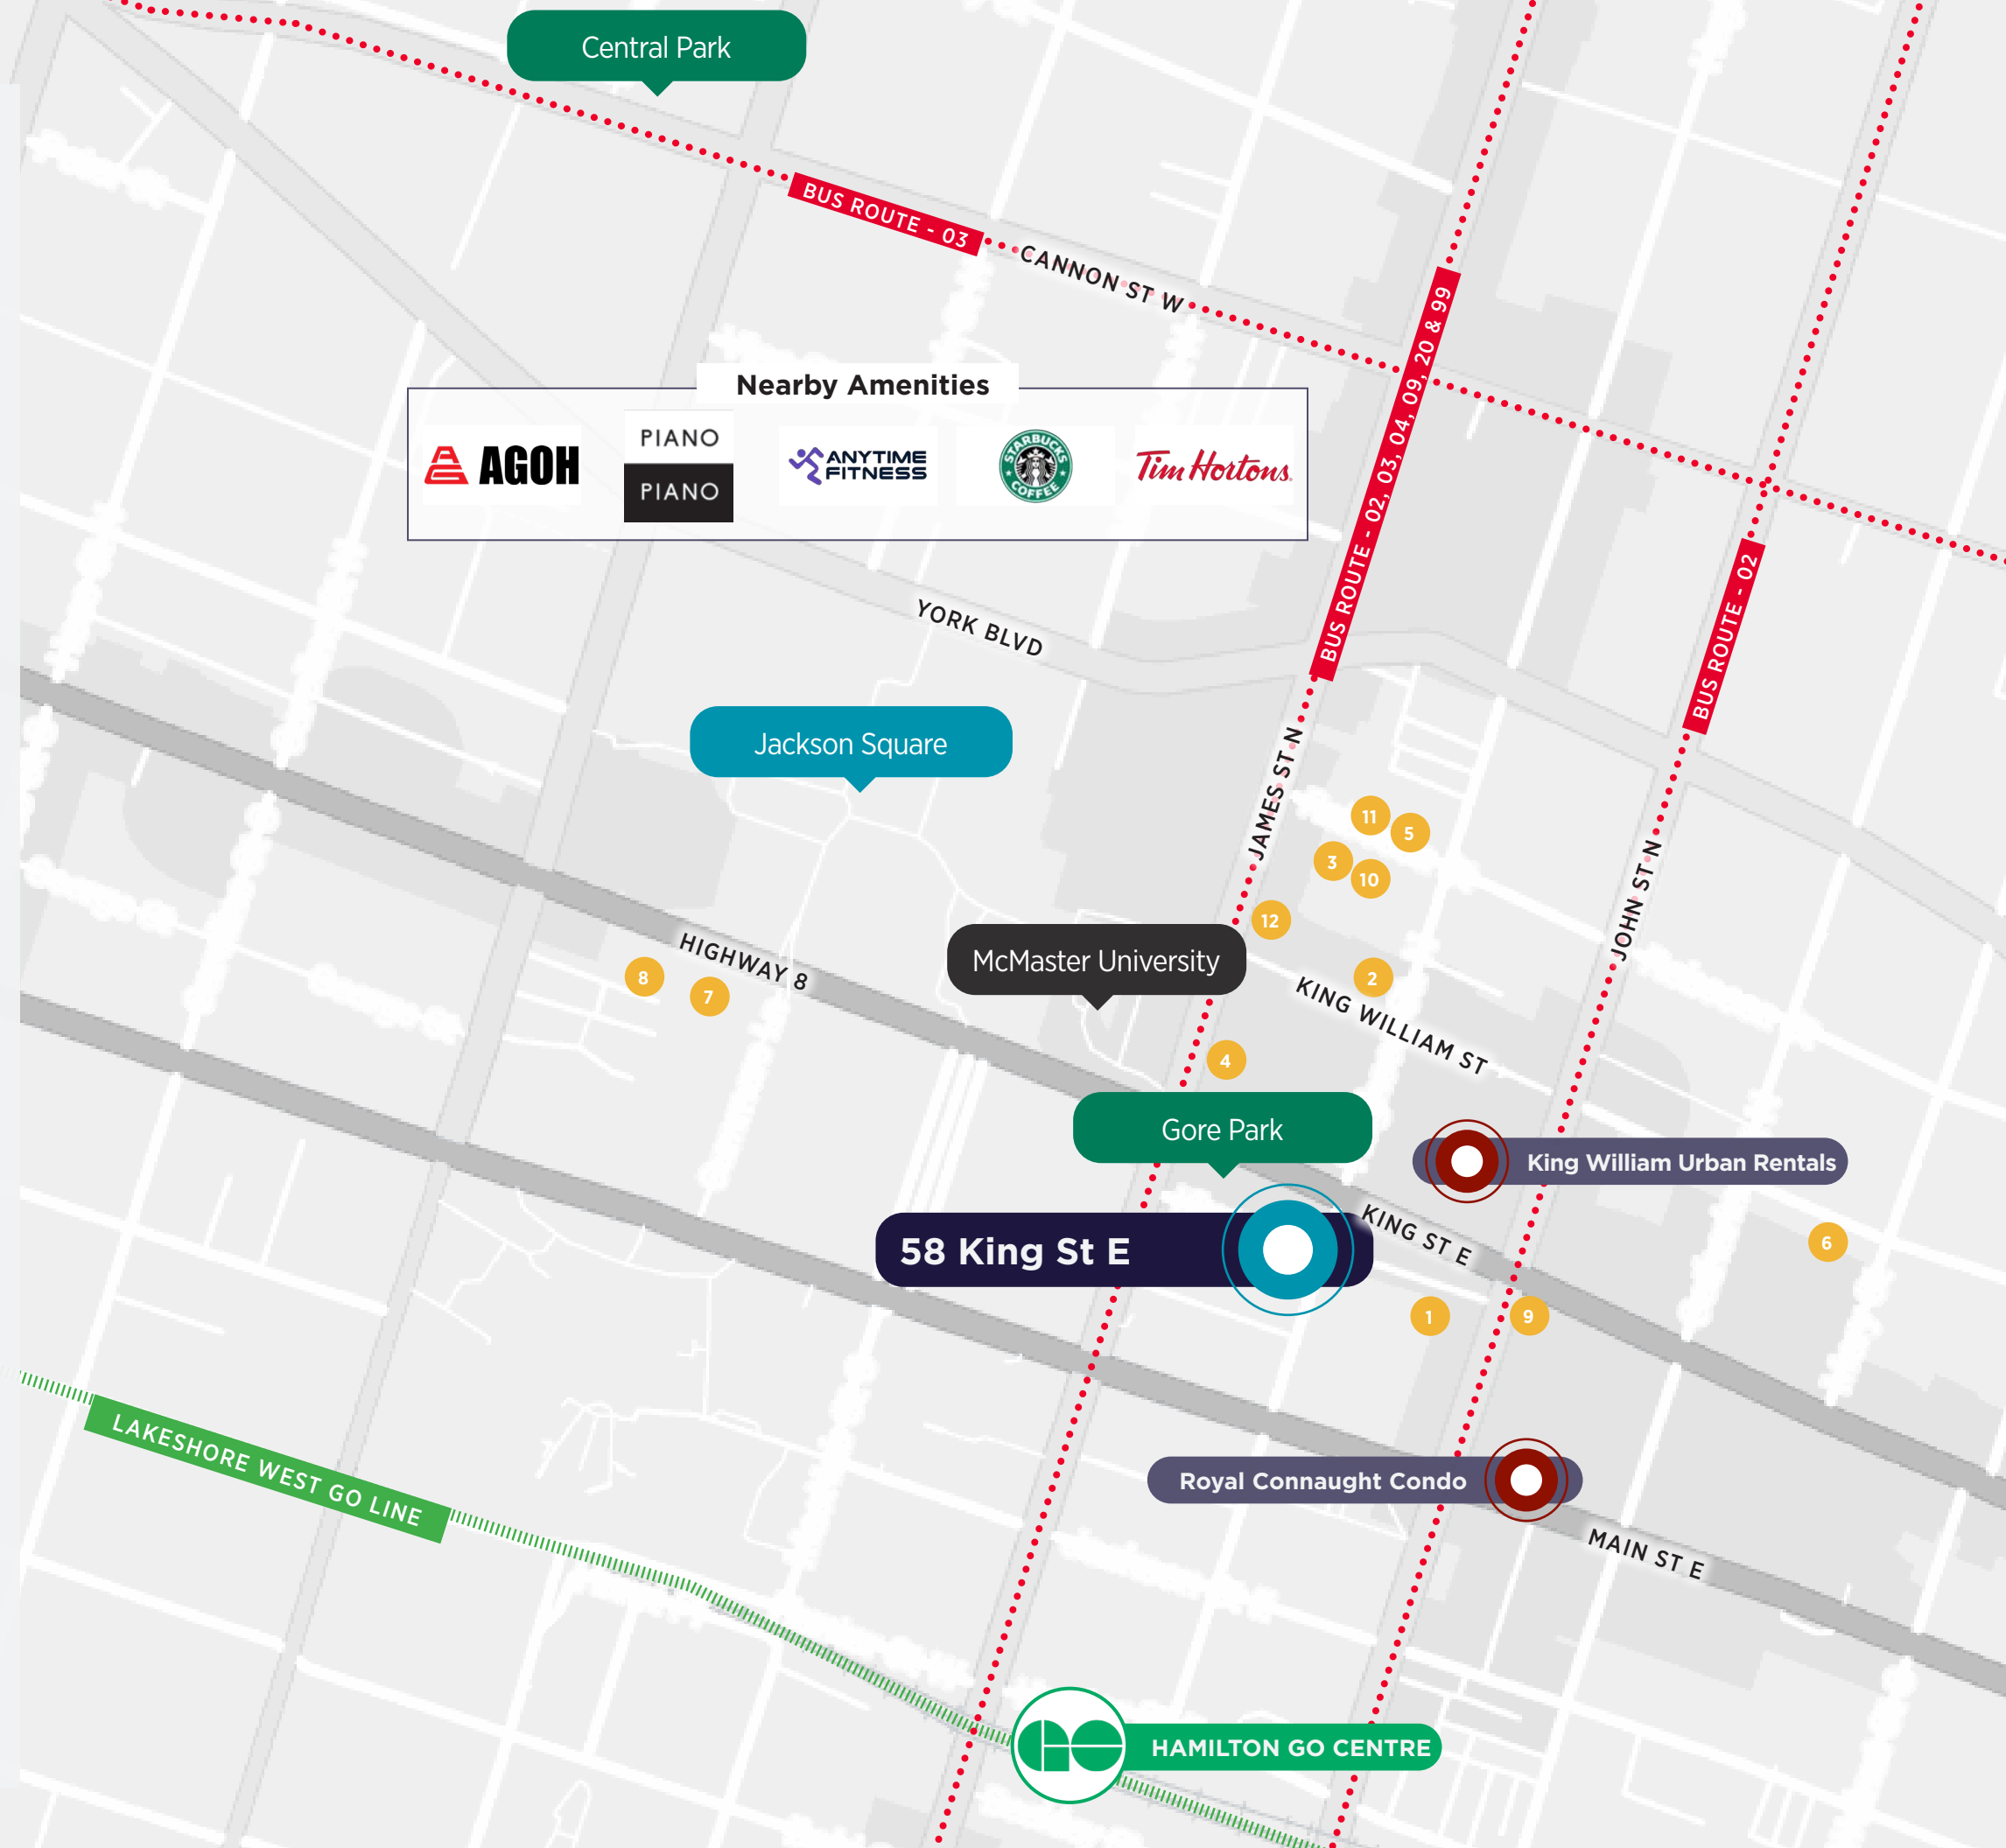 Central Park
BUS ROUTE - 03
CANNON ST W
BUS ROUTE - 02, 03, 04, 09, 20 & 99
Nearby Amenities
AGOH
PIANO
PIANO
ANYTIME
FITNESS
STARBUCKS
COFFEE
Tim Hortons
BUS ROUTE - 02
YORK BLVD
Jackson Square
JAMES ST N
11
5
3
10
12
JOHN ST N
HIGHWAY 8
8
7
McMaster University
2
KING WILLIAM ST
4
Gore Park
King William Urban Rentals
58 King St E
KING ST E
6
1
9
LAKESHORE WEST GO LINE
Royal Connaught Condo
MAIN ST E
HAMILTON GO CENTRE